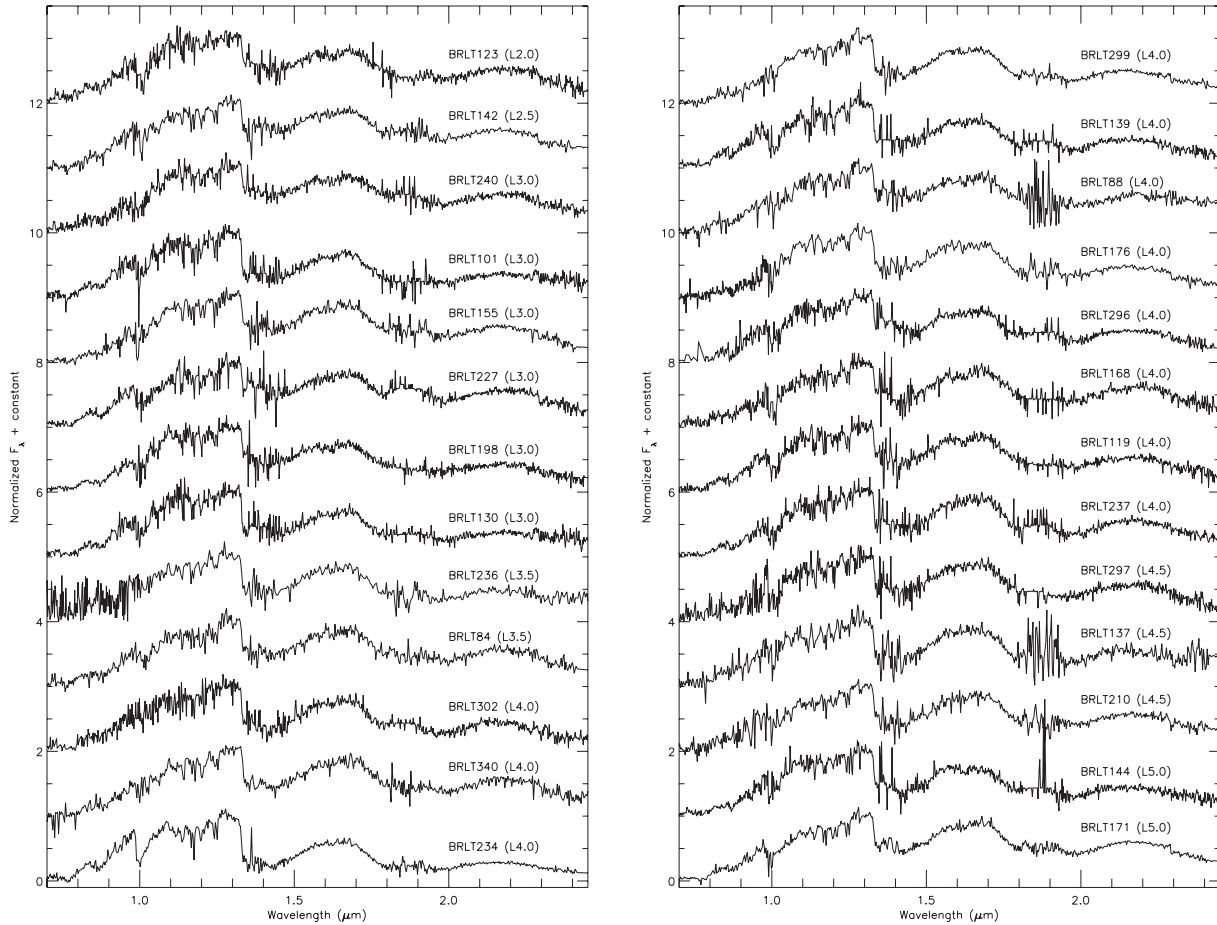 BRLT123 (L2.0)
BRLT142 (L2.5)
BRLT240 (L3.0)
BRLT101 (L3.0)
BRLT155 (L3.0)
BRLT227 (L3.0)
BRLT198 (L3.0)
BRLT130 (L3.0)
BRLT236 (L3.5)
BRLT84 (L3.5)
BRLT302 (L4.0)
BRLT340 (L4.0)
BRLT234 (L4.0)
12
10
8
6
4
2
0
Normalized Fλ + constant
1.0 1.5 2.0
Wavelength (μm)
BRLT299 (L4.0)
BRLT139 (L4.0)
BRLT88 (L4.0)
BRLT176 (L4.0)
BRLT296 (L4.0)
BRLT168 (L4.0)
BRLT119 (L4.0)
BRLT237 (L4.0)
BRLT297 (L4.5)
BRLT137 (L4.5)
BRLT210 (L4.5)
BRLT144 (L5.0)
BRLT171 (L5.0)
12
10
8
6
4
2
0
Normalized Fλ + constant
1.0 1.5 2.0
Wavelength (μm)